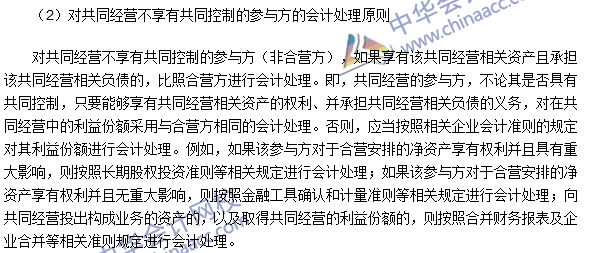 （2）对共同经营不享有共同控制的参与方的会计处理原则
对共同经营不享有共同控制的参与方（非合营方），如果享有该共同经营相关资产且承担
该共同经营相关负债的，比照合营方进行会计处理。即，共同经营的参与方，不论其是否具有
共同控制，只要能够享有共同经营相关资产的权利、并承担共同经营相关负债的义务，对在共
同经营中的利益份额采用与合营方相同的会计处理。否则，应当按照相关企业会计准则的规定
对其利益份额进行会计处理。例如，如果该参与方对于合营安排的净资产享有权利并且具有重
大影响，则按照长期股权投资准则等相关规定进行会计处理；如果该参与方对于合营安排的净
资产享有权利并且无重大影响，则按照金融工具确认和计量准则等相关规定进行会计处理；向
共同经营投出构成业务的资产的，以及取得共同经营的利益份额的，则按照合并财务报表及企
业合并等相关准则规定进行会计处理。
中华会计网校
www.chinaacc.com
中华会计网校
www.chinaacc.com